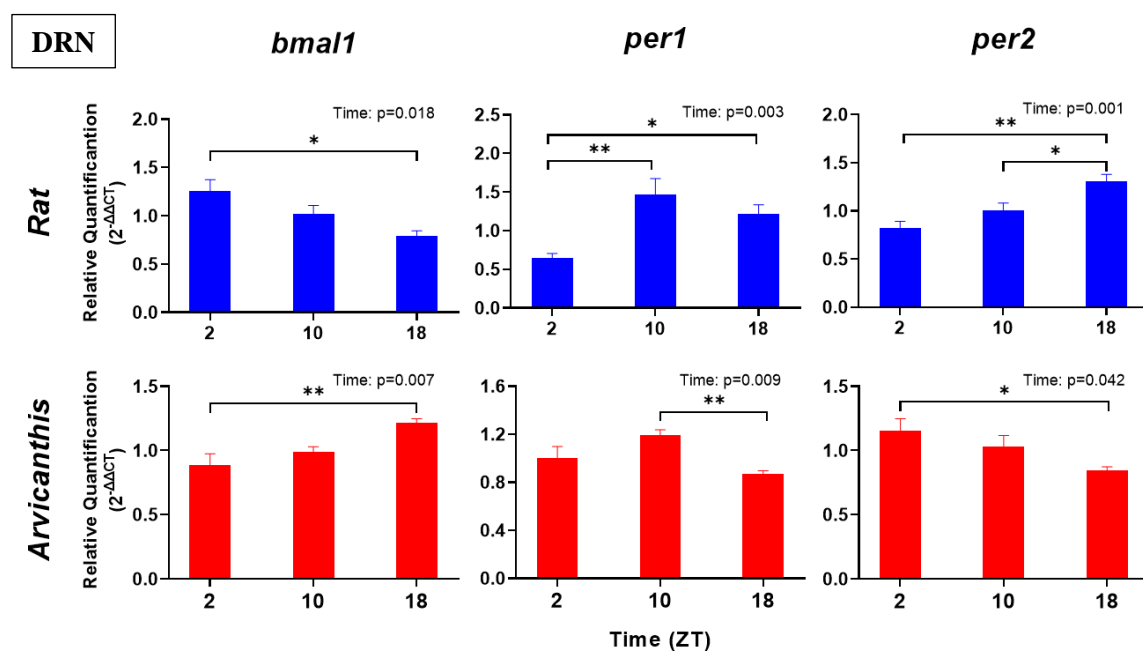 DRN
bmal1
per1
per2
Rat
Relative Quantificantion
(2-ΔΔCT)
Time: p=0.018
*
2.0
1.5
1.0
0.5
0.0
2 10 18
Time: p=0.003
*
**
2.5
2.0
1.5
1.0
0.5
0.0
2 10 18
Time: p=0.001
**
*
2.0
1.5
1.0
0.5
0.0
2 10 18
Arvicanthis
Relative Quantificantion
(2-ΔΔCT)
Time: p=0.007
**
1.5
1.0
0.5
0.0
2 10 18
Time: p=0.009
**
1.6
1.2
0.8
0.4
0.0
2 10 18
Time: p=0.042
*
1.5
1.0
0.5
0.0
2 10 18
Time (ZT)